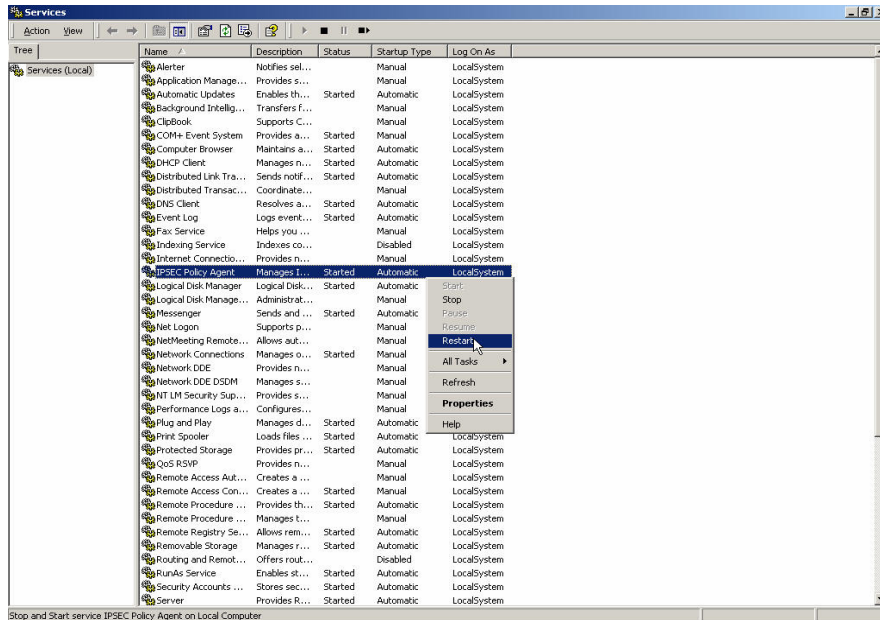 Services
Action View
Tree
Services (Local)
Name Description Status Startup Type Log On As
Alerter Notifies sel... Manual LocalSystem
Application Manage... Provides s... Manual LocalSystem
Automatic Updates Enables th... Started Automatic LocalSystem
Background Intellig... Transfers f... Manual LocalSystem
ClipBook Supports C... Manual LocalSystem
COM+ Event System Provides a... Started Manual LocalSystem
Computer Browser Maintains a... Started Automatic LocalSystem
DHCP Client Manages n... Started Automatic LocalSystem
Distributed Link Tra... Sends notif... Started Automatic LocalSystem
Distributed Transac... Coordinate... Manual LocalSystem
DNS Client Resolves a... Started Automatic LocalSystem
Event Log Logs event... Started Automatic LocalSystem
Fax Service Helps you ... Manual LocalSystem
Indexing Service Indexes co... Disabled LocalSystem
Internet Connectio... Provides n... Manual LocalSystem
IPSEC Policy Agent Manages I... Started Automatic LocalSystem
Logical Disk Manager Logical Disk... Started Automatic
Logical Disk Manage... Administrat... Manual
Messenger Sends and ... Started Automatic
Net Logon Supports p... Manual
NetMeeting Remote... Allows aut... Manual
Network Connections Manages o... Started Manual
Network DDE Provides n... Manual
Network DDE DSDM Manages s... Manual
NT LM Security Sup... Provides s... Manual
Performance Logs a... Configures... Manual
Plug and Play Manages d... Started Automatic
Print Spooler Loads files ... Started Automatic LocalSystem
Protected Storage Provides pr... Started Automatic LocalSystem
QoS RSVP Provides n... Manual LocalSystem
Remote Access Aut... Creates a ... Manual LocalSystem
Remote Access Con... Creates a ... Started Manual LocalSystem
Remote Procedure ... Provides th... Started Automatic LocalSystem
Remote Procedure ... Manages t... Manual LocalSystem
Remote Registry Se... Allows rem... Started Automatic LocalSystem
Removable Storage Manages r... Started Automatic LocalSystem
Routing and Remot... Offers rout... Disabled LocalSystem
RunAs Service Enables st... Started Automatic LocalSystem
Security Accounts ... Stores sec... Started Automatic LocalSystem
Server Provides R... Started Automatic LocalSystem
Start
Stop
Pause
Resume
Restart
All Tasks
Refresh
Properties
Help
Stop and Start service IPSEC Policy Agent on Local Computer